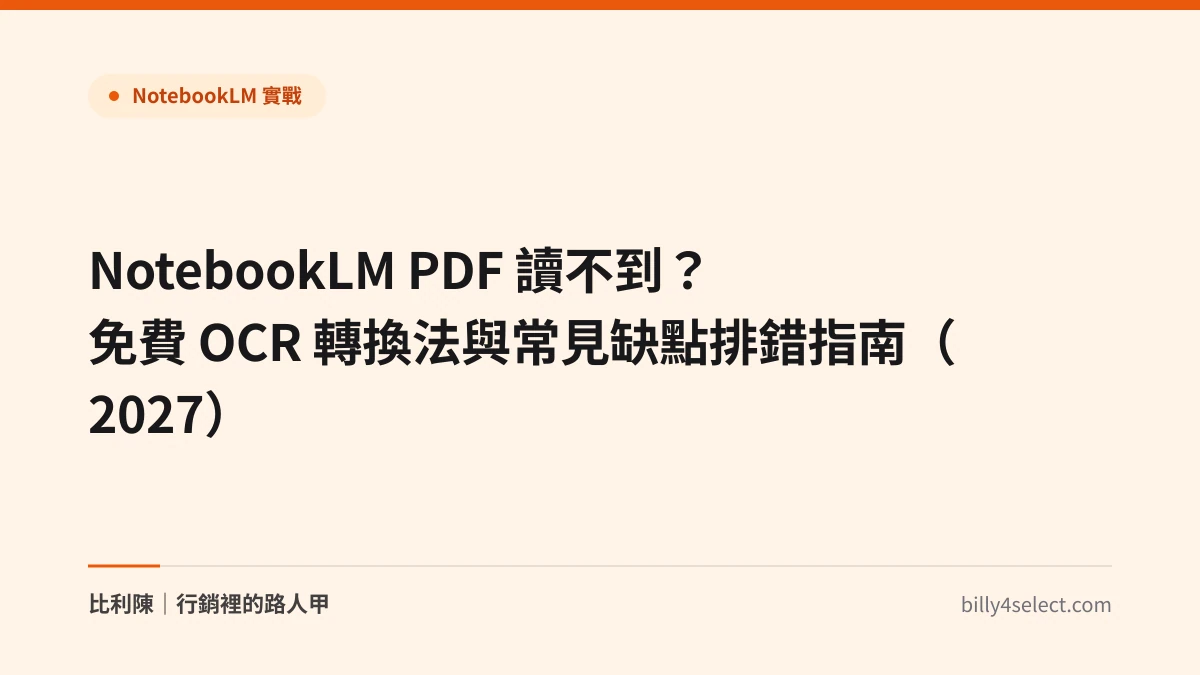 NotebookLM 實戰
NotebookLM PDF 讀不到？
免費 OCR 轉換法與常見缺點排錯指南（
2027）
比利陳｜行銷裡的路人甲
billy4select.com